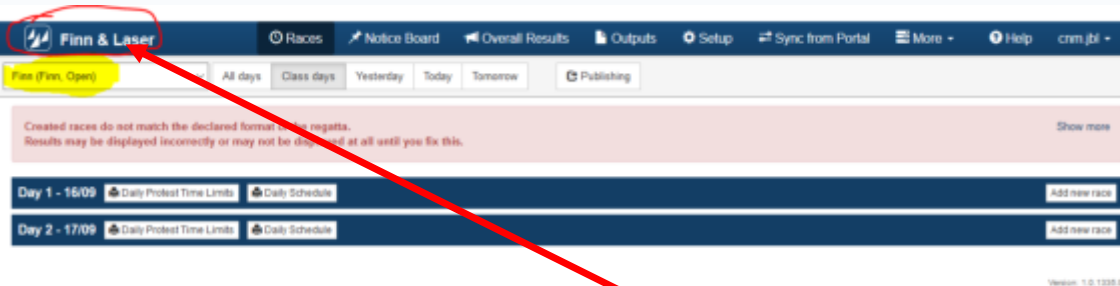 Finn & Laser Races Notice Board Overall Results Outputs Setup Sync from Portal More Help cnm.jbl
Finn (Finn, Open) All days Class days Yesterday Today Tomorrow Publishing
Created races do not match the declared format of the regatta. Show more
Results may be displayed incorrectly or may not be displayed at all until you fix this.
Day 1 - 16/09 Daily Protest Time Limits Daily Schedule Add new race
Day 2 - 17/09 Daily Protest Time Limits Daily Schedule Add new race
Version: